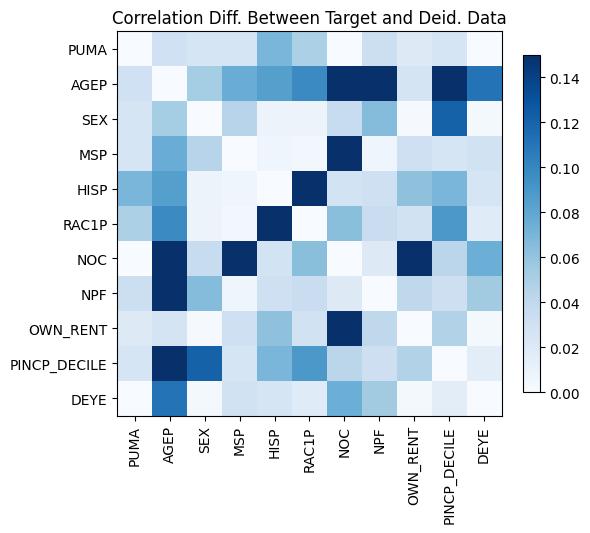 Correlation Diff. Between Target and Deid. Data
PUMA
AGEP
SEX
MSP
HISP
RAC1P
NOC
NPF
OWN_RENT
PINCP_DECILE
DEYE
PUMA
AGEP
SEX
MSP
HISP
RAC1P
NOC
NPF
OWN_RENT
PINCP_DECILE
DEYE
0.14
0.12
0.10
0.08
0.06
0.04
0.02
0.00